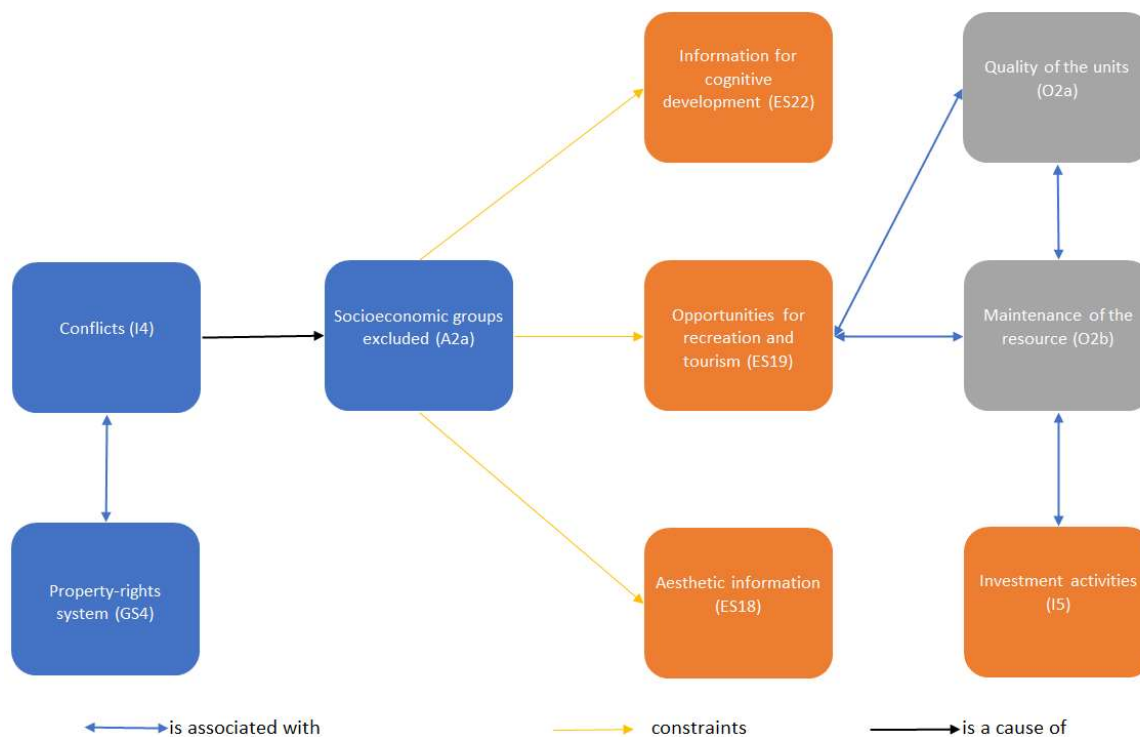 Information for
cognitive
development (ES22)
Quality of the units
(O2a)
Conflicts (I4)
Socioeconomic groups
excluded (A2a)
Opportunities for
recreation and
tourism (ES19)
Maintenance of the
resource (O2b)
Property-rights
system (GS4)
Aesthetic information
(ES18)
Investment activities
(I5)
is associated with
constraints
is a cause of